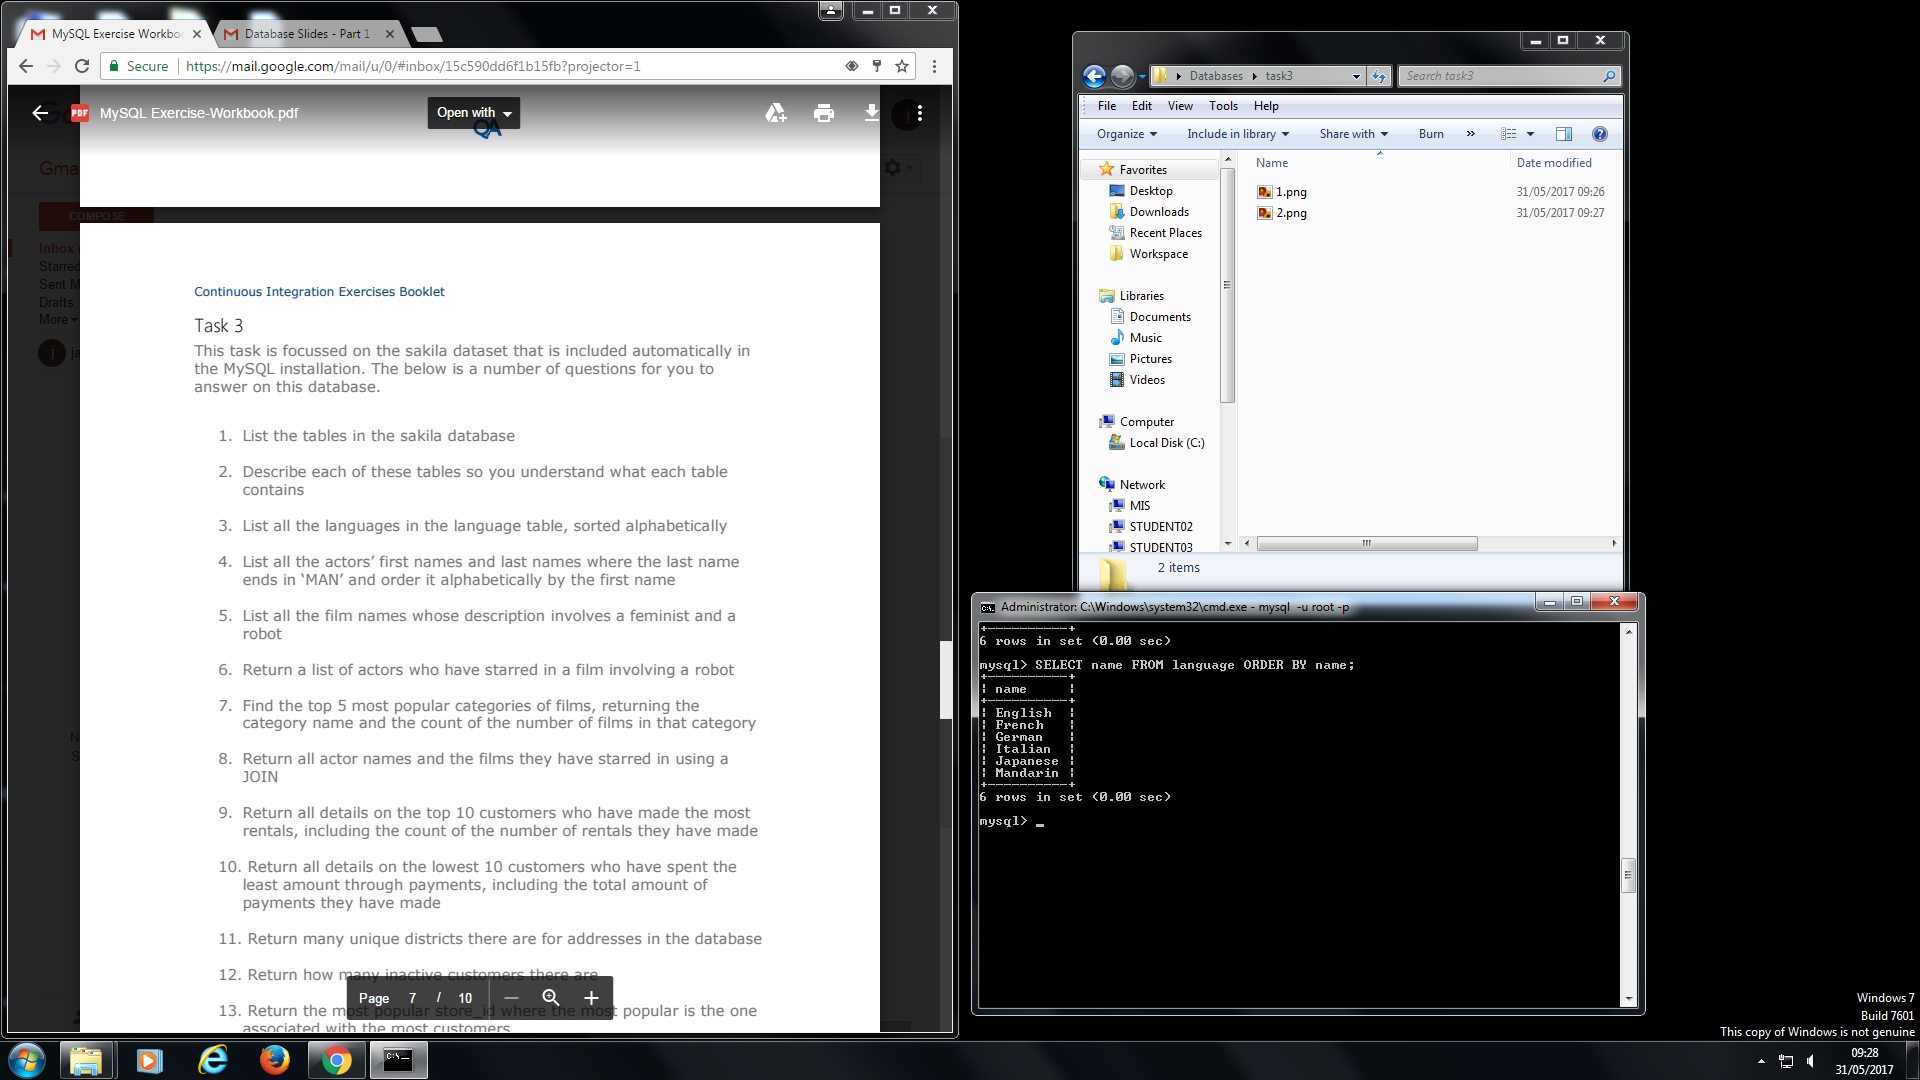 MySQL Exercise Workbo
Database Slides - Part 1
Secure
https://mail.google.com/mail/u/0/#inbox/15c590dd6f1b15fb?projector=1
PDF
MySQL Exercise-Workbook.pdf
Open with
QA
Gma
COMPOSE
Inbox
Starred
Sent M
Drafts
More
j
Continuous Integration Exercises Booklet
Task 3
This task is focussed on the sakila dataset that is included automatically in
the MySQL installation. The below is a number of questions for you to
answer on this database.
1. List the tables in the sakila database
2. Describe each of these tables so you understand what each table
contains
3. List all the languages in the language table, sorted alphabetically
4. List all the actors’ first names and last names where the last name
ends in ‘MAN’ and order it alphabetically by the first name
5. List all the film names whose description involves a feminist and a
robot
6. Return a list of actors who have starred in a film involving a robot
7. Find the top 5 most popular categories of films, returning the
category name and the count of the number of films in that category
8. Return all actor names and the films they have starred in using a
JOIN
9. Return all details on the top 10 customers who have made the most
rentals, including the count of the number of rentals they have made
10. Return all details on the lowest 10 customers who have spent the
least amount through payments, including the total amount of
payments they have made
11. Return many unique districts there are for addresses in the database
12. Return how many inactive customers there are
13. Return the most popular store_id where the most popular is the one
associated with the most customers
Page 7 / 10
Databases
task3
Search task3
File Edit View Tools Help
Organize Include in library Share with Burn »
Name Date modified
1.png 31/05/2017 09:26
2.png 31/05/2017 09:27
Favorites
Desktop
Downloads
Recent Places
Workspace
Libraries
Documents
Music
Pictures
Videos
Computer
Local Disk (C:)
Network
MIS
STUDENT02
STUDENT03
2 items
Administrator: C:\Windows\system32\cmd.exe - mysql -u root -p
+----------+
6 rows in set (0.00 sec)
mysql> SELECT name FROM language ORDER BY name;
+----------+
| name |
+----------+
| English |
| French |
| German |
| Italian |
| Japanese |
| Mandarin |
+----------+
6 rows in set (0.00 sec)
mysql> _
Windows 7
Build 7601
This copy of Windows is not genuine
09:28
31/05/2017